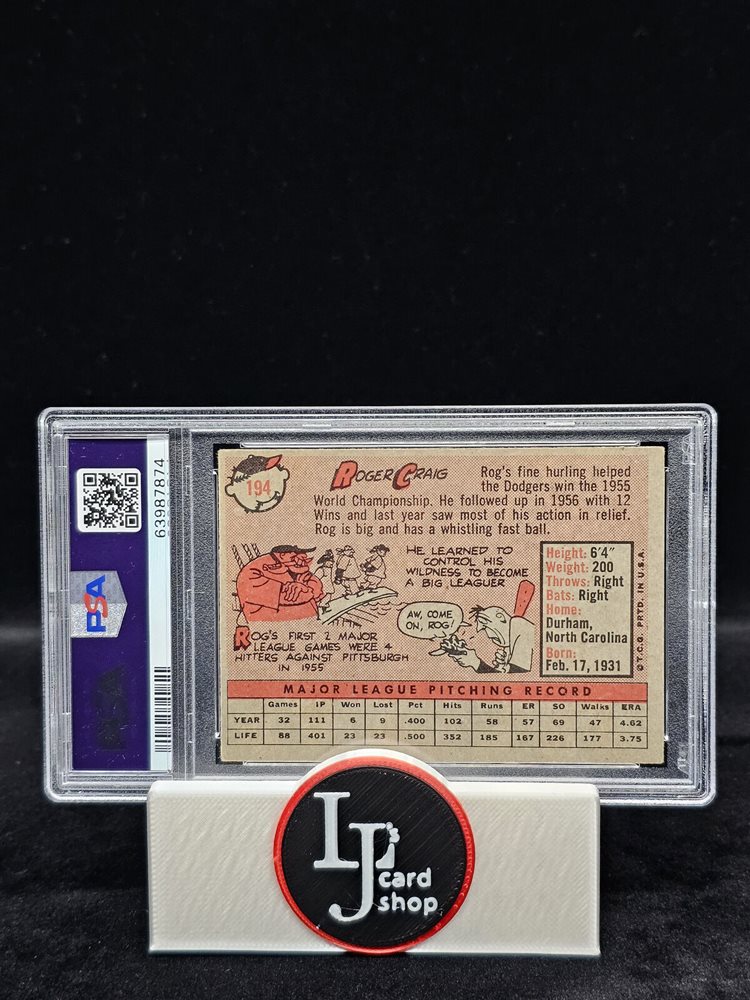 63987874
PSA
194
ROGER CRAIG
Rog's fine hurling helped
the Dodgers win the 1955
World Championship. He followed up in 1956 with 12
Wins and last year saw most of his action in relief.
Rog is big and has a whistling fast ball.
HE LEARNED TO
CONTROL HIS
WILDNESS TO BECOME
A BIG LEAGUER
AW, COME
ON, ROG!
ROG'S FIRST 2 MAJOR
LEAGUE GAMES WERE 4
HITTERS AGAINST PITTSBURGH
IN 1955
Height: 6'4"
Weight: 200
Throws: Right
Bats: Right
Home:
Durham,
North Carolina
Born:
Feb. 17, 1931
©T.C.G. PRTD. IN U.S.A.
MAJOR LEAGUE PITCHING RECORD
Games IP Won Lost Pct Hits Runs ER SO Walks ERA
YEAR 32 111 6 9 .400 102 58 57 69 47 4.62
LIFE 88 401 23 23 .500 352 185 167 226 177 3.75
LJ's
card
shop